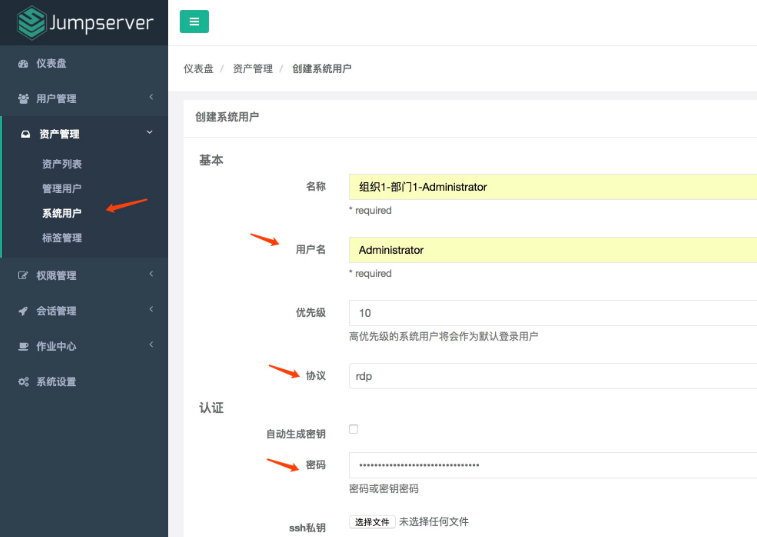 Jumpserver
仪表盘
用户管理
资产管理
资产列表
管理用户
系统用户
标签管理
权限管理
会话管理
作业中心
系统设置
仪表盘 / 资产管理 / 创建系统用户
创建系统用户
基本
名称 组织1-部门1-Administrator
* required
用户名 Administrator
* required
优先级 10
高优先级的系统用户将会作为默认登录用户
协议 rdp
认证
自动生成密钥
密码 •••••••••••••••••••••••••••••••
密码或密钥密码
ssh私钥 选择文件 未选择任何文件